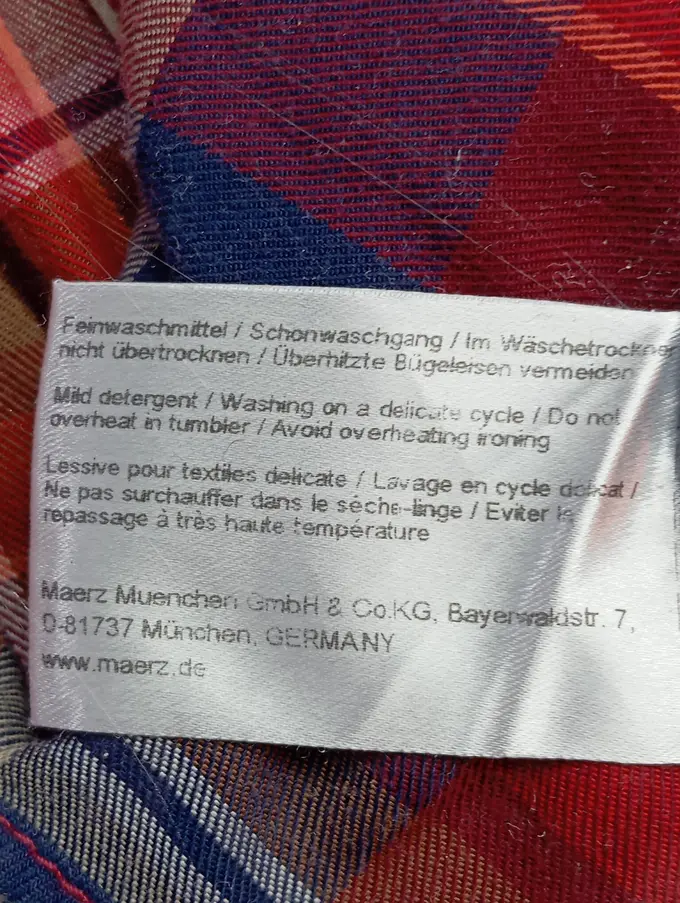 Feinwaschmittel / Schonwaschgang / Im Wäschetrockner
nicht übertrocknen / Überhitzte Bügeleisen vermeiden
Mild detergent / Washing on a delicate cycle / Do not
overheat in tumbler / Avoid overheating ironing
Lessive pour textiles delicate / Lavage en cycle delicat /
Ne pas surchauffer dans le sèche-linge / Eviter le
repassage à très haute température
Maerz Muenchen GmbH & Co.KG, Bayerwaldstr. 7,
D-81737 München, GERMANY
www.maerz.de